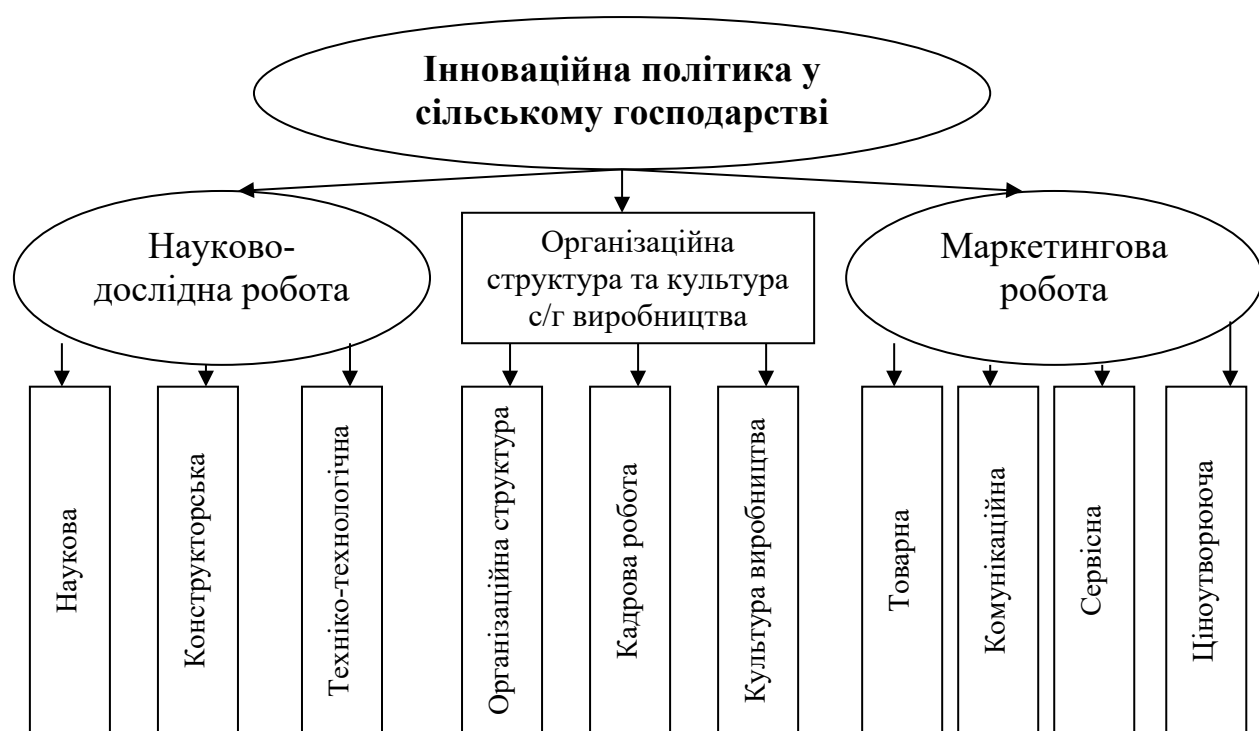 Інноваційна політика у
сільському господарстві
Науково-
дослідна робота
Організаційна
структура та культура
с/г виробництва
Маркетингова
робота
Наукова
Конструкторська
Техніко-технологічна
Організаційна структура
Кадрова робота
Культура виробництва
Товарна
Комунікаційна
Сервісна
Ціноутворююча